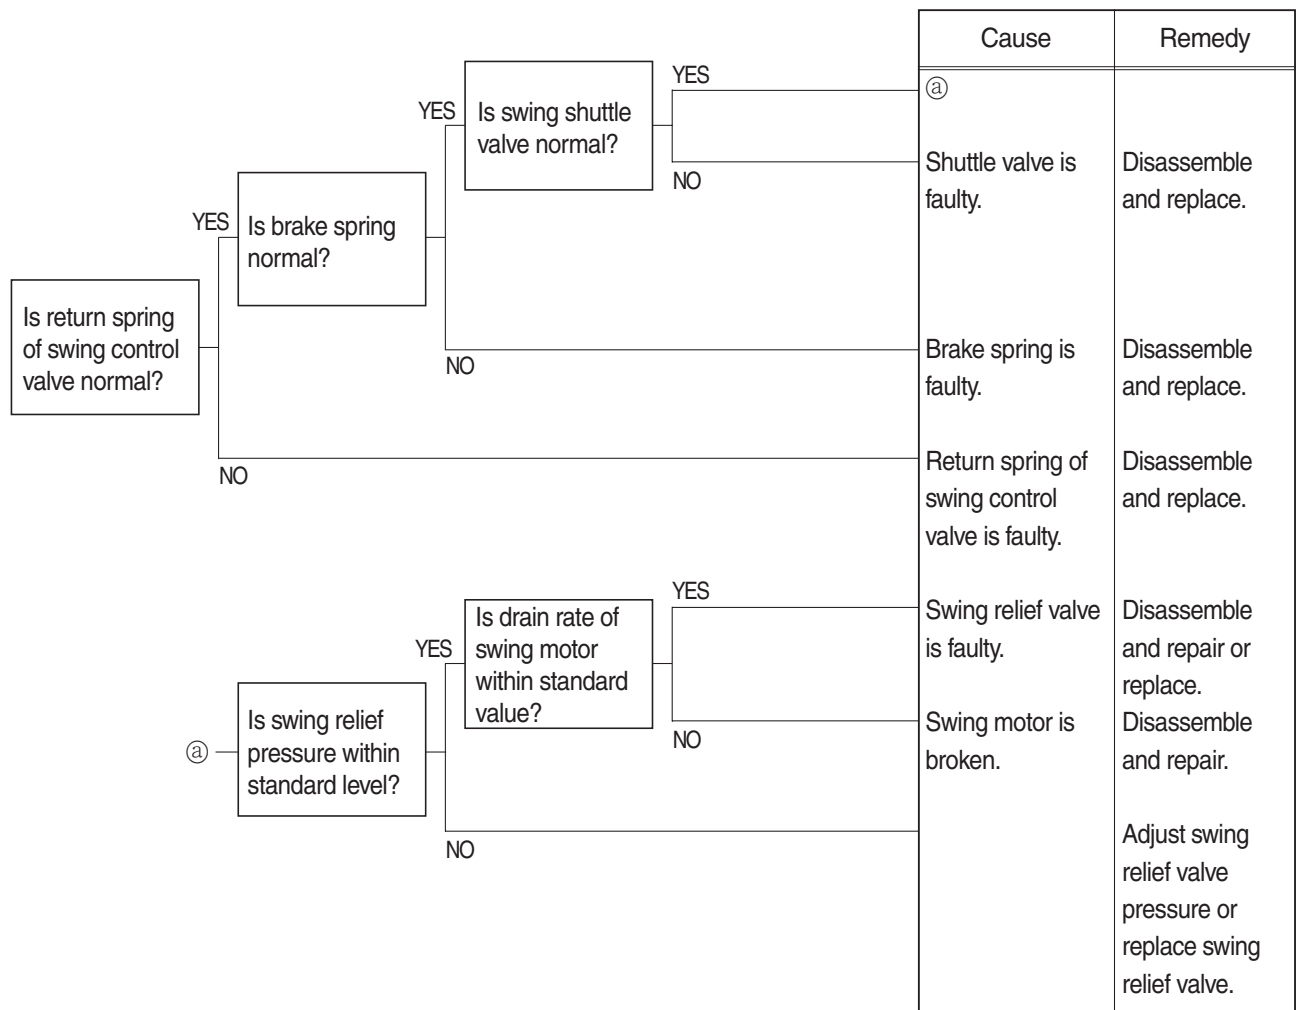 Cause
Remedy
YES
ⓐ
YES
Is swing shuttle
valve normal?
NO
Shuttle valve is
faulty.
Disassemble
and replace.
YES
Is brake spring
normal?
NO
Brake spring is
faulty.
Disassemble
and replace.
Is return spring
of swing control
valve normal?
NO
Return spring of
swing control
valve is faulty.
Disassemble
and replace.
YES
Swing relief valve
is faulty.
Disassemble
and repair or
replace.
YES
Is drain rate of
swing motor
within standard
value?
NO
Swing motor is
broken.
Disassemble
and repair.
ⓐ
Is swing relief
pressure within
standard level?
NO
Adjust swing
relief valve
pressure or
replace swing
relief valve.